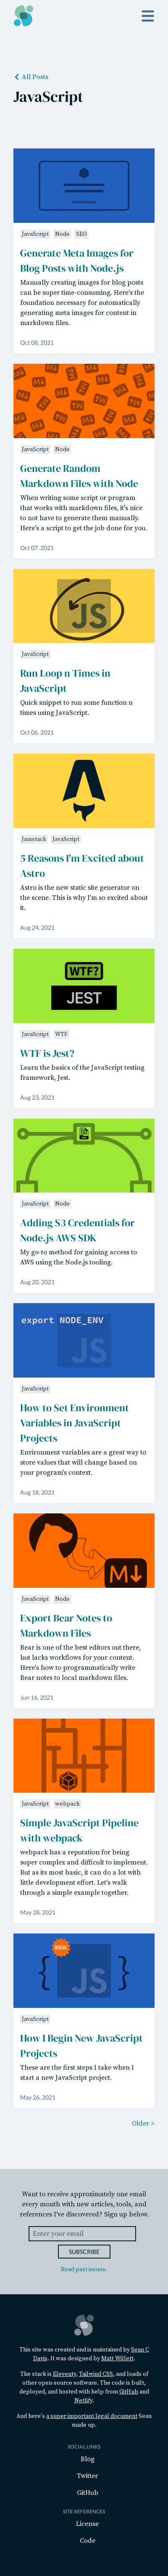 All Posts
JavaScript
JavaScript Node SEO
Generate Meta Images for
Blog Posts with Node.js
Manually creating images for blog posts
can be super time-consuming. Here's the
foundation necessary for automatically
generating meta images for content in
markdown files.
Oct 08, 2021
JavaScript Node
Generate Random
Markdown Files with Node
When writing some script or program
that works with markdown files, it's nice
to not have to generate them manually.
Here's a script to get the job done for you.
Oct 07, 2021
JS
JavaScript
Run Loop n Times in
JavaScript
Quick snippet to run some function n
times using JavaScript.
Oct 06, 2021
Jamstack JavaScript
5 Reasons I'm Excited about
Astro
Astro is the new static site generator on
the scene. This is why I'm so excited about
it.
Aug 24, 2021
WTF?
JEST
JavaScript WTF
WTF is Jest?
Learn the basics of the JavaScript testing
framework, Jest.
Aug 23, 2021
JavaScript Node
Adding S3 Credentials for
Node.js AWS SDK
My go to method for gaining access to
AWS using the Node.js tooling.
Aug 20, 2021
export NODE_ENV
JS
JavaScript
How to Set Environment
Variables in JavaScript
Projects
Environment variables are a great way to
store values that will change based on
your program's context.
Aug 18, 2021
JavaScript Node
Export Bear Notes to
Markdown Files
Bear is one of the best editors out there,
but lacks workflows for your content.
Here's how to programmatically write
Bear notes to local markdown files.
Jun 16, 2021
JavaScript webpack
Simple JavaScript Pipeline
with webpack
webpack has a reputation for being
super complex and difficult to implement.
But as its most basic, it can do a lot with
little development effort. Let's walk
through a simple example together.
May 28, 2021
NEW
{ JS }
JavaScript
How I Begin New JavaScript
Projects
These are the first steps I take when I
start a new JavaScript project.
May 26, 2021
Older >
Want to receive approximately one email
every month with new articles, tools, and
references I've discovered? Sign up below.
Enter your email
SUBSCRIBE
Read past issues.
This site was created and is maintained by Sean C
Davis. It was designed by Matt Willett.
The stack is Eleventy, Tailwind CSS, and loads of
other open-source software. The code is built,
deployed, and hosted with help from GitHub and
Netlify.
And here's a super important legal document Sean
made up.
SOCIAL LINKS
Blog
Twitter
GitHub
SITE REFERENCES
License
Code